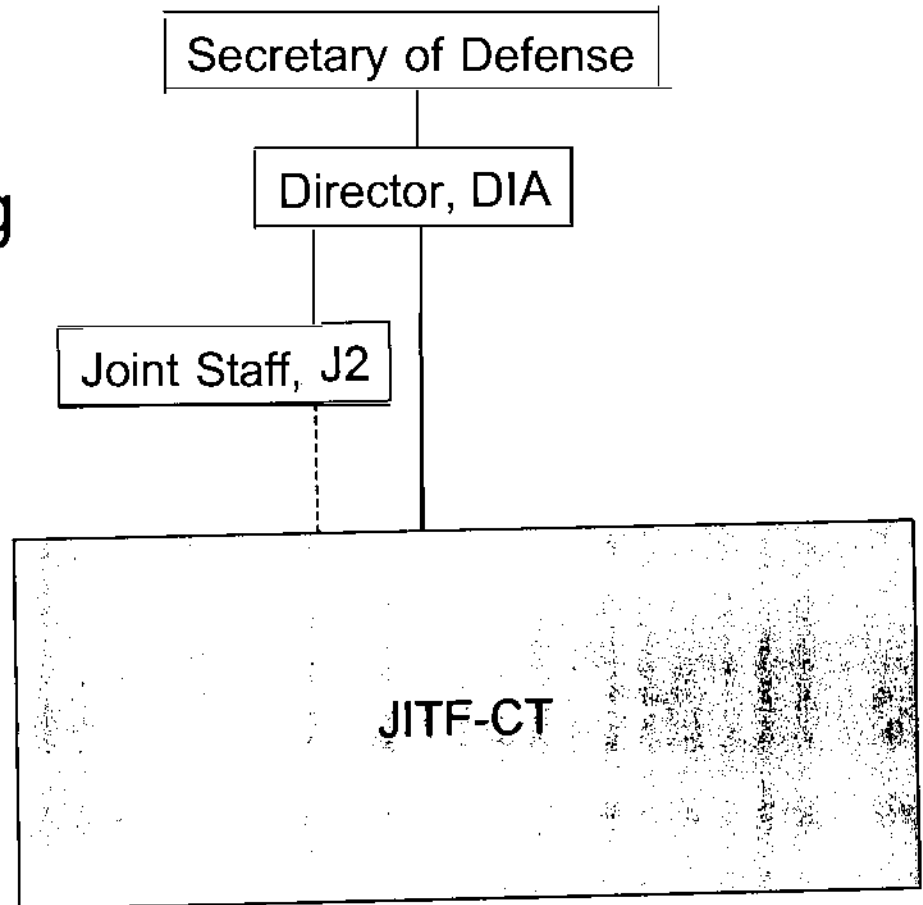 Secretary of Defense
Director, DIA
g
Joint Staff, J2
JITF-CT